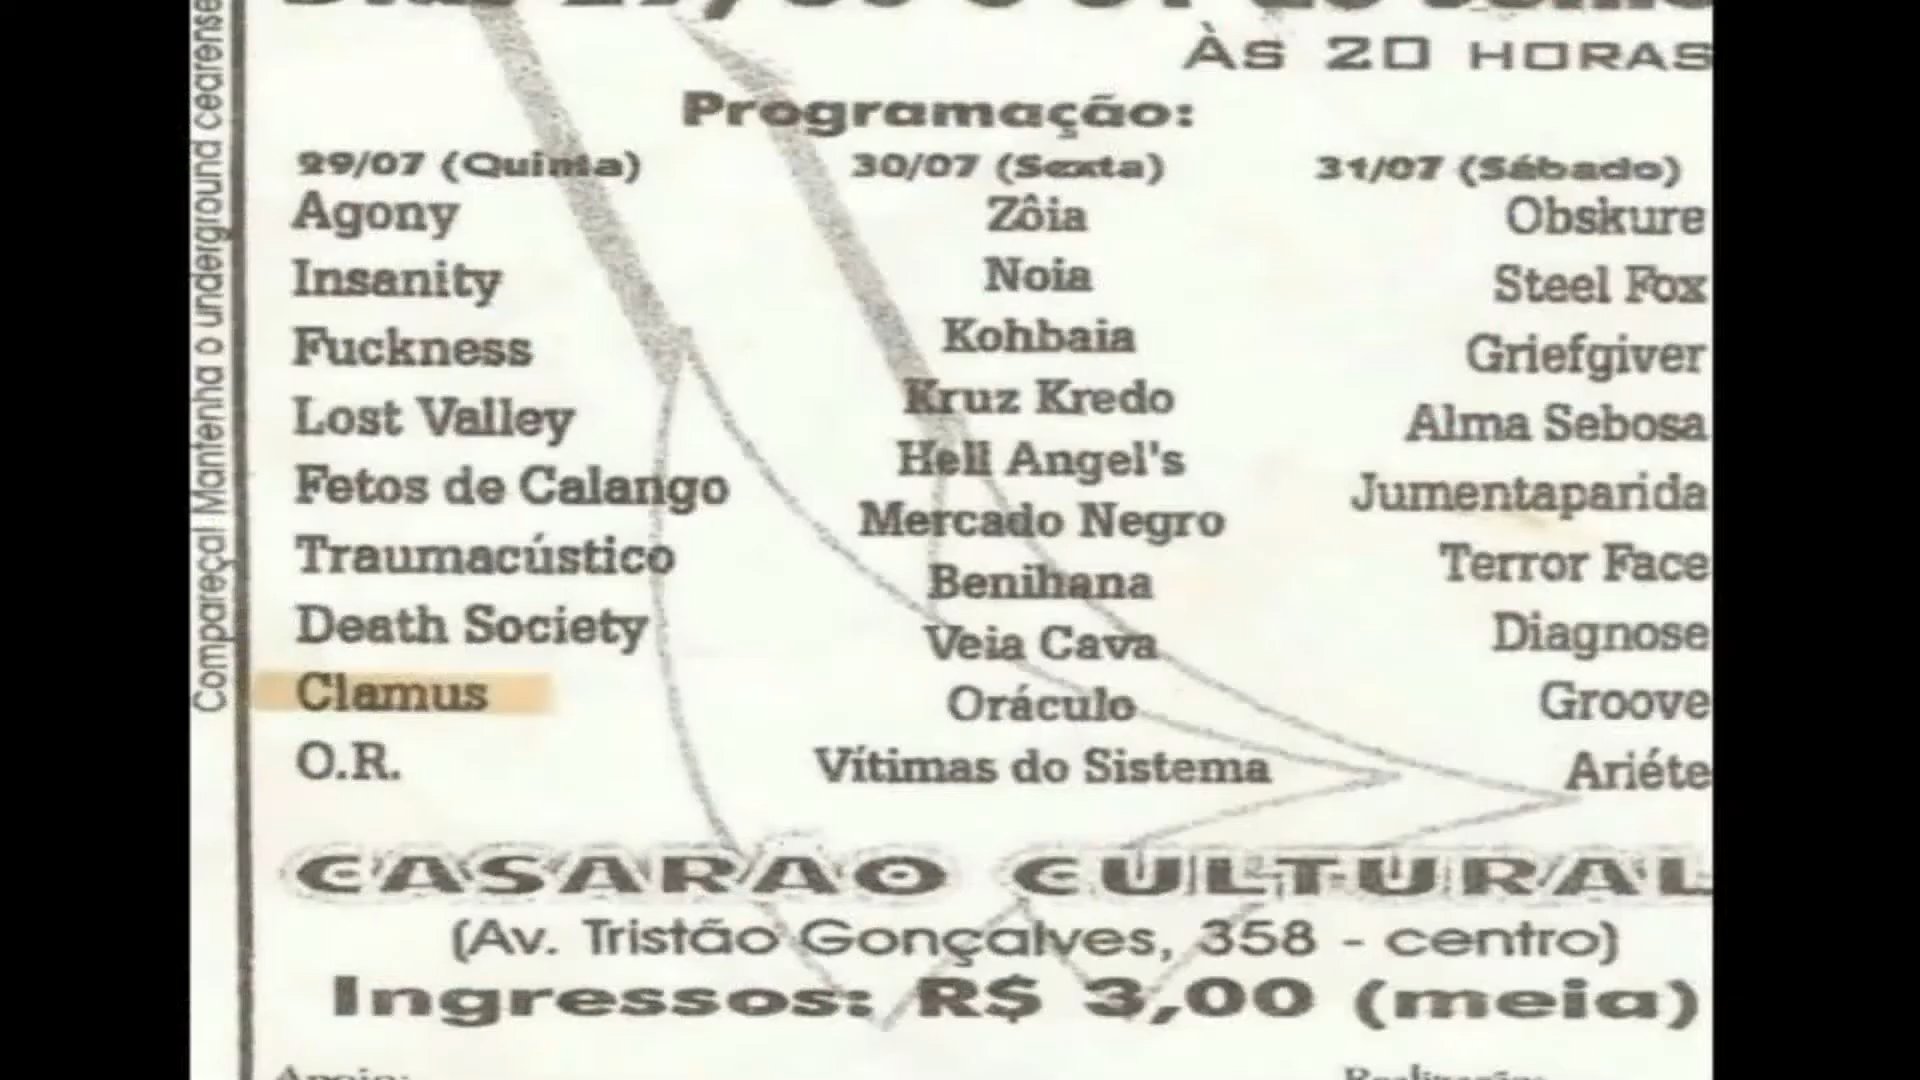 Compareça! Mantenha o underground cearense
ÀS 20 HORAS
Programação:
29/07 (Quinta)
Agony
Insanity
Fuckness
Lost Valley
Fetos de Calango
Traumacústico
Death Society
Clamus
O.R.
30/07 (Sexta)
Zôia
Noia
Kohbaia
Kruz Kredo
Hell Angel's
Mercado Negro
Benihana
Veia Cava
Oráculo
Vítimas do Sistema
31/07 (Sábado)
Obskure
Steel Fox
Griefgiver
Alma Sebosa
Jumentaparida
Terror Face
Diagnose
Groove
Ariéte
CASARÃO CULTURAL
(Av. Tristão Gonçalves, 358 - centro)
Ingressos: R$ 3,00 (meia)